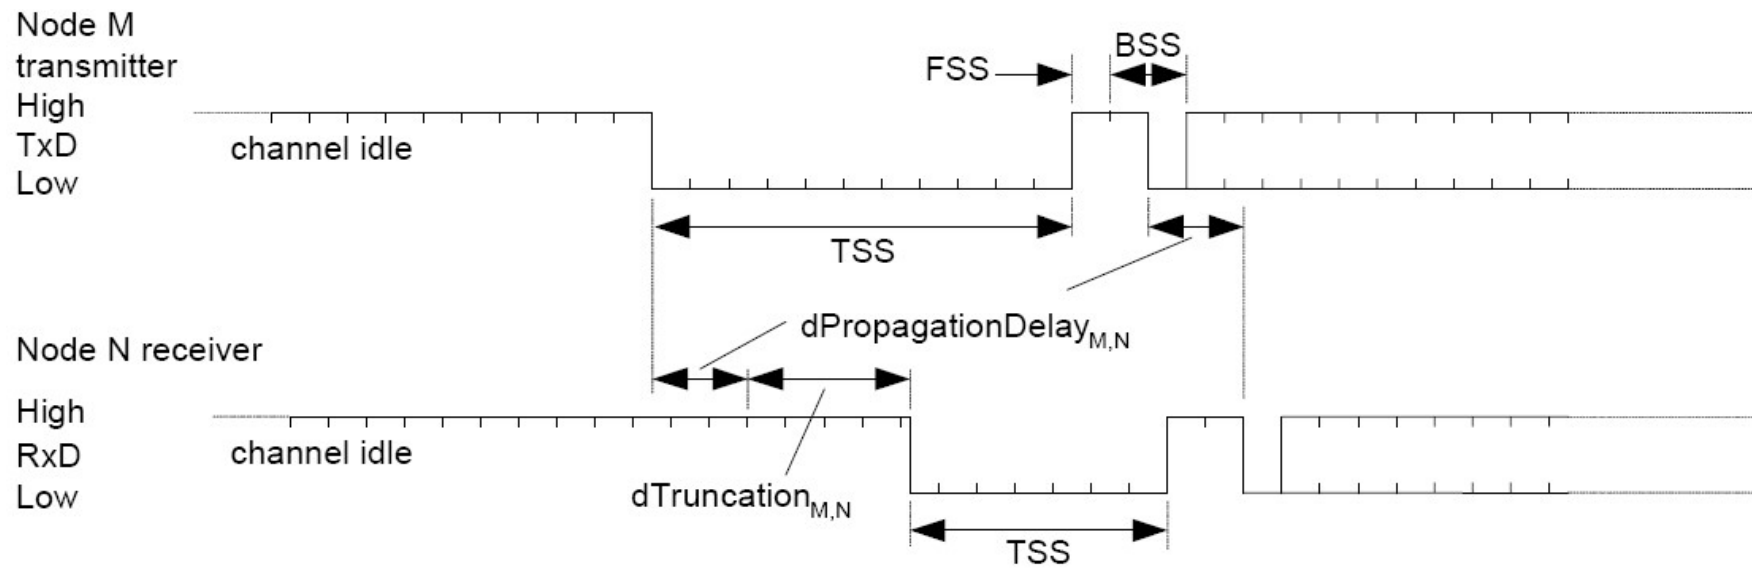 Node M
transmitter
High
TxD
Low
channel idle
FSS
BSS
TSS
dPropagationDelayM,N
Node N receiver
High
RxD
Low
channel idle
dTruncationM,N
TSS